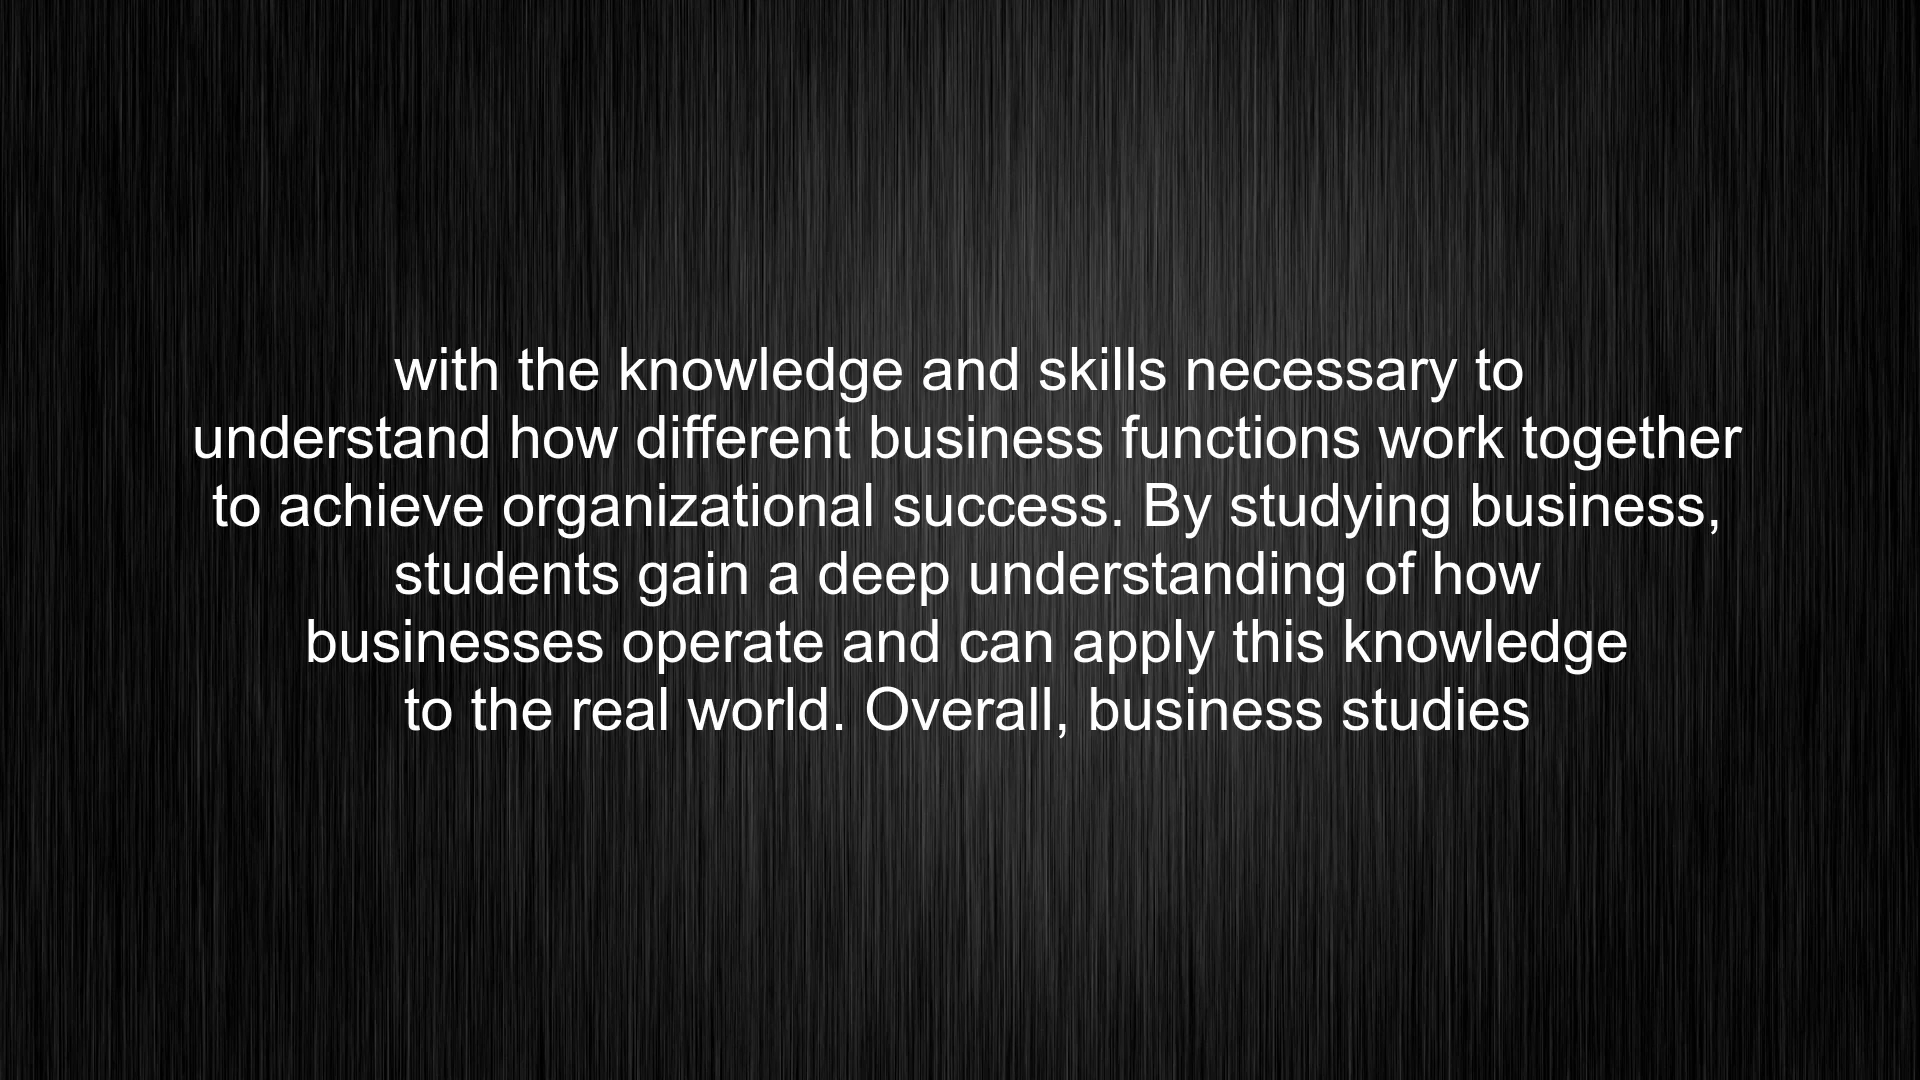 with the knowledge and skills necessary to
understand how different business functions work together
to achieve organizational success. By studying business,
students gain a deep understanding of how
businesses operate and can apply this knowledge
to the real world. Overall, business studies